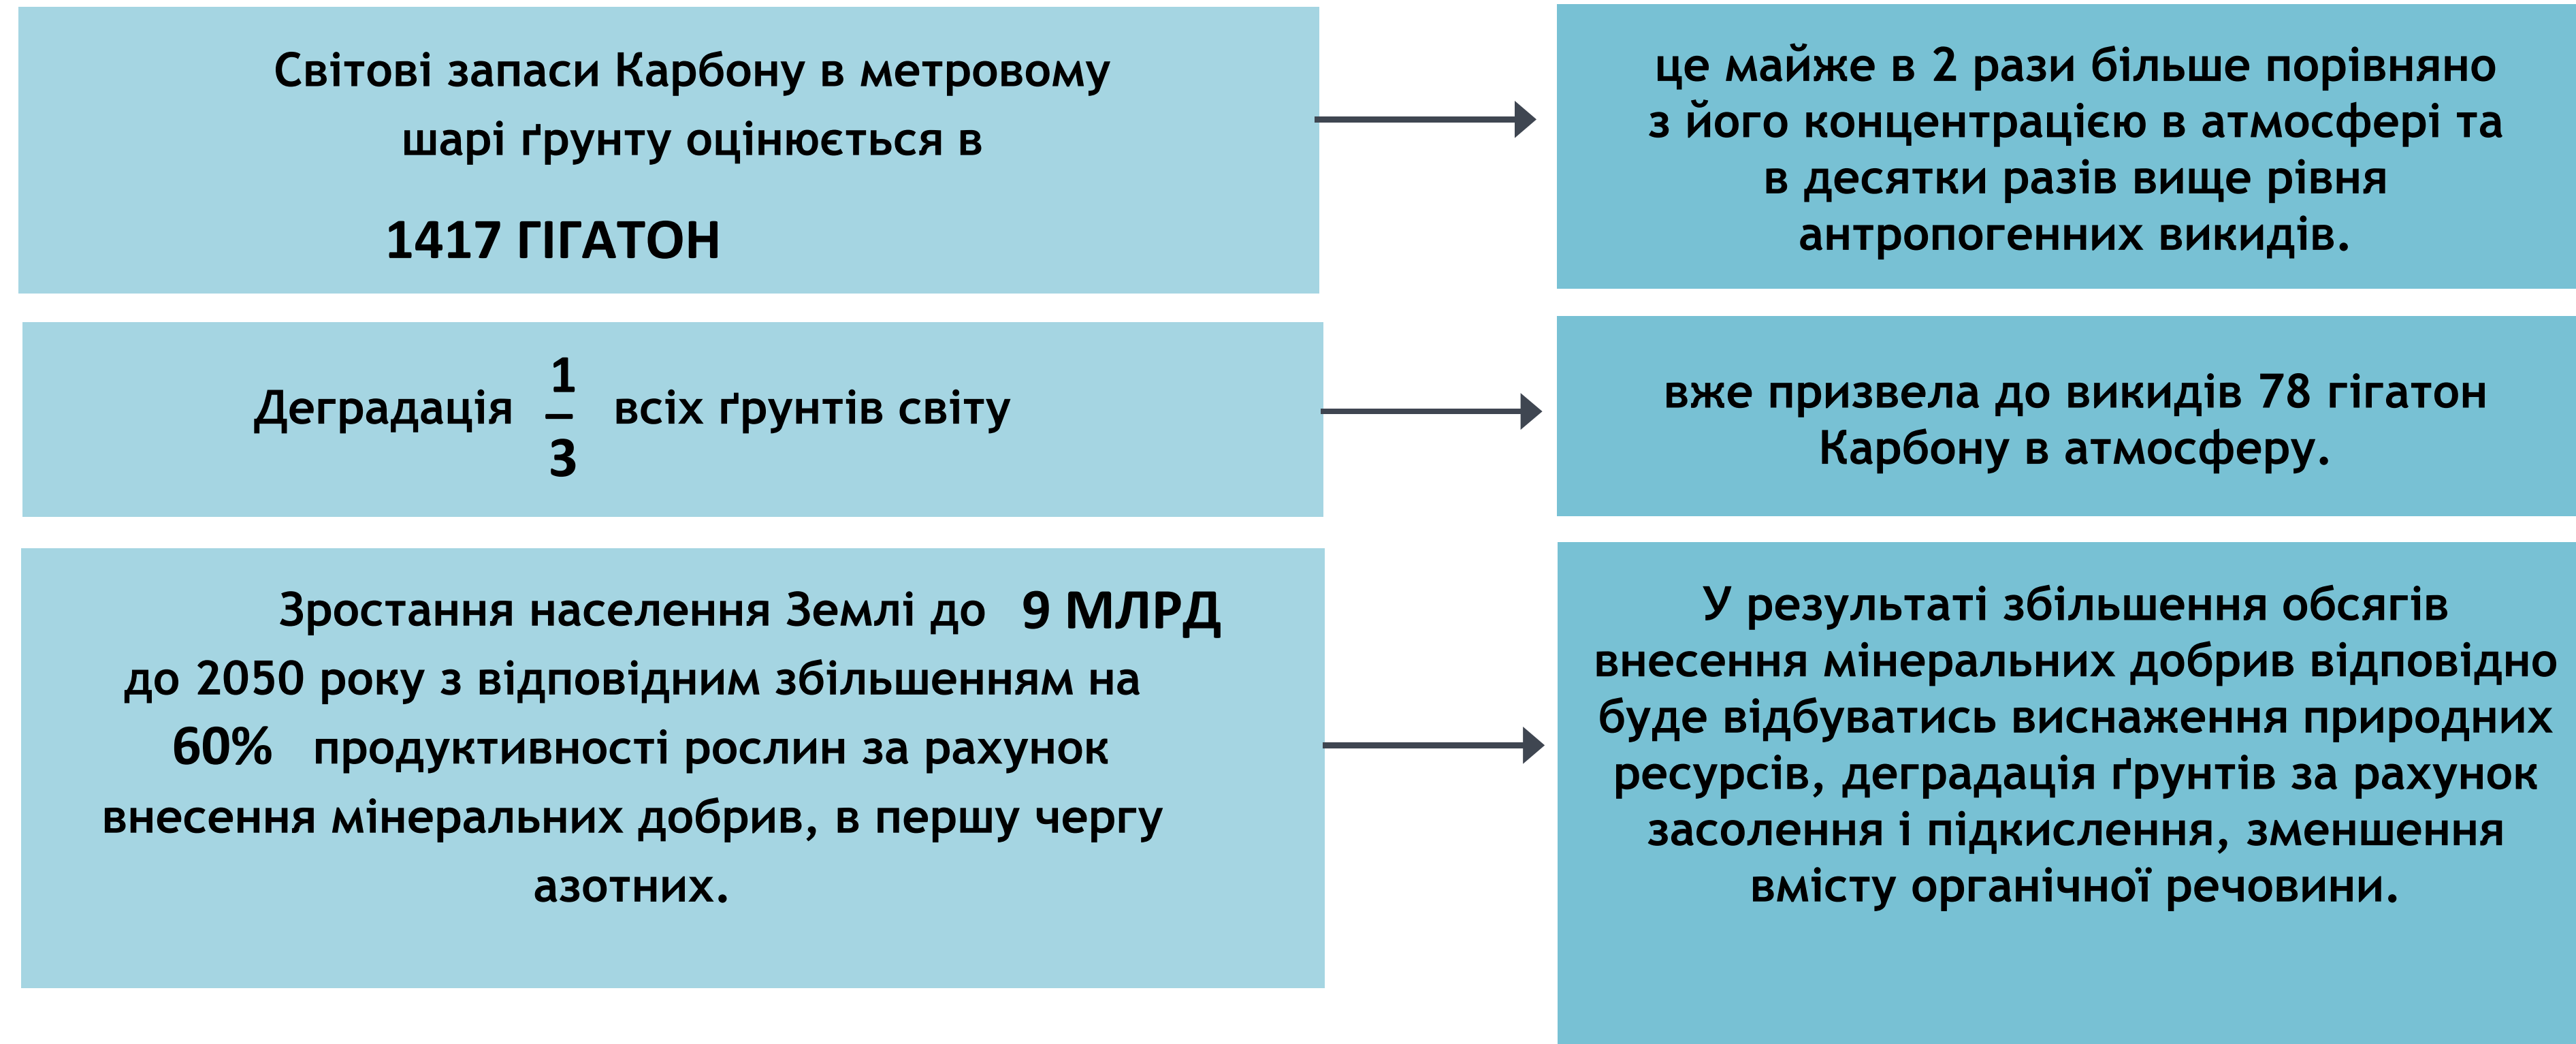 Світові запаси Карбону в метровому
шарі ґрунту оцінюється в
1417 ГІГАТОН
це майже в 2 рази більше порівняно
з його концентрацією в атмосфері та
в десятки разів вище рівня
антропогенних викидів.
Деградація 1/3 всіх ґрунтів світу
вже призвела до викидів 78 гігатон
Карбону в атмосферу.
Зростання населення Землі до 9 МЛРД
до 2050 року з відповідним збільшенням на
60% продуктивності рослин за рахунок
внесення мінеральних добрив, в першу чергу
азотних.
У результаті збільшення обсягів
внесення мінеральних добрив відповідно
буде відбуватись виснаження природних
ресурсів, деградація ґрунтів за рахунок
засолення і підкислення, зменшення
вмісту органічної речовини.